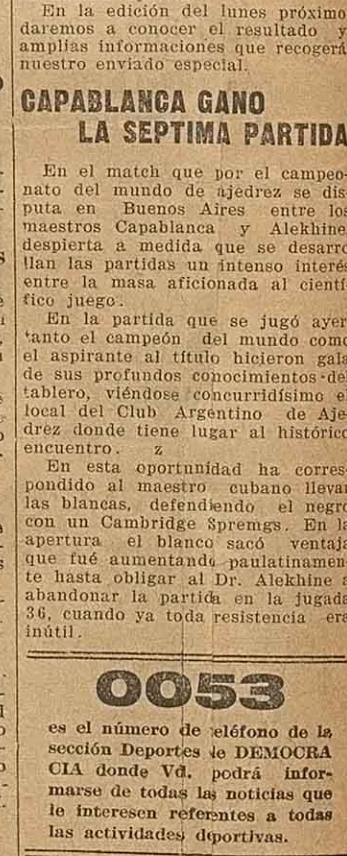 En la edición del lunes próximo
daremos a conocer el resultado y
amplias informaciones que recogerá
nuestro enviado especial.
CAPABLANCA GANO
LA SEPTIMA PARTIDA
En el match que por el campeo-
nato del mundo de ajedrez se dis-
puta en Buenos Aires entre los
maestros Capablanca y Alekhine,
despierta a medida que se desarro
llan las partidas un intenso interés
entre la masa aficionada al cientí-
fico juego.
En la partida que se jugó ayer
tanto el campeón del mundo como
el aspirante al título hicieron gala
de sus profundos conocimientos del
tablero, viéndose concurridísimo el
local del Club Argentino de Aje-
drez donde tiene lugar al histórico
encuentro. z
En esta oportnnidad ha corres-
pondido al maestro cubano llevar
las blancas, defendiendo el negro
con un Cambridge Spremgs. En la
apertura el blanco sacó ventaja
que fué aumentando paulatinamen-
te hasta obligar al Dr. Alekhine a
abandonar la partida en la jugada
36, cuando ya toda resistencia era
inútil.
0053
es el número de teléfono de la
sección Deportes de DEMOCRA
CIA donde Vd. podrá infor-
marse de todas las noticias que
le interesen referentes a todas
las actividades deportivas.